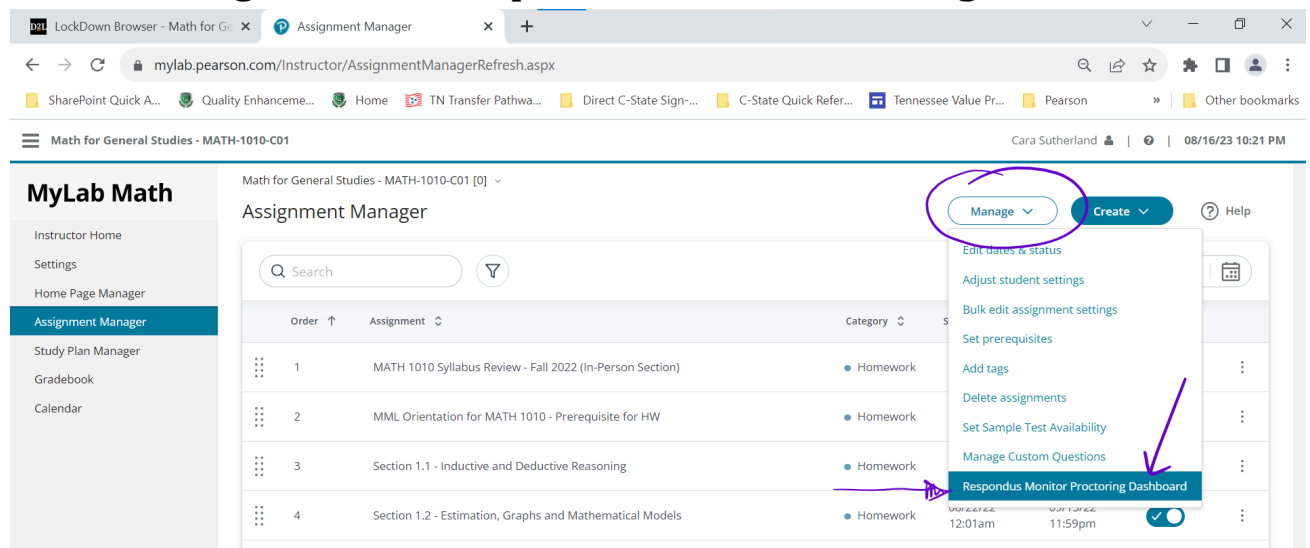 D2L LockDown Browser - Math for Ge
Assignment Manager
mylab.pearson.com/Instructor/AssignmentManagerRefresh.aspx
SharePoint Quick A... Quality Enhanceme... Home TN Transfer Pathwa... Direct C-State Sign-... C-State Quick Refer... Tennessee Value Pr... Pearson » Other bookmarks
Math for General Studies - MATH-1010-C01
Cara Sutherland | ? | 08/16/23 10:21 PM
MyLab Math
Instructor Home
Settings
Home Page Manager
Assignment Manager
Study Plan Manager
Gradebook
Calendar
Math for General Studies - MATH-1010-C01 [0]
Assignment Manager
Manage
Create
? Help
Search
Edit dates & status
Adjust student settings
Bulk edit assignment settings
Set prerequisites
Add tags
Delete assignments
Set Sample Test Availability
Manage Custom Questions
Respondus Monitor Proctoring Dashboard
Order ↑ Assignment Category S
1 MATH 1010 Syllabus Review - Fall 2022 (In-Person Section) Homework
2 MML Orientation for MATH 1010 - Prerequisite for HW Homework
3 Section 1.1 - Inductive and Deductive Reasoning Homework
4 Section 1.2 - Estimation, Graphs and Mathematical Models Homework
12:01am 11:59pm